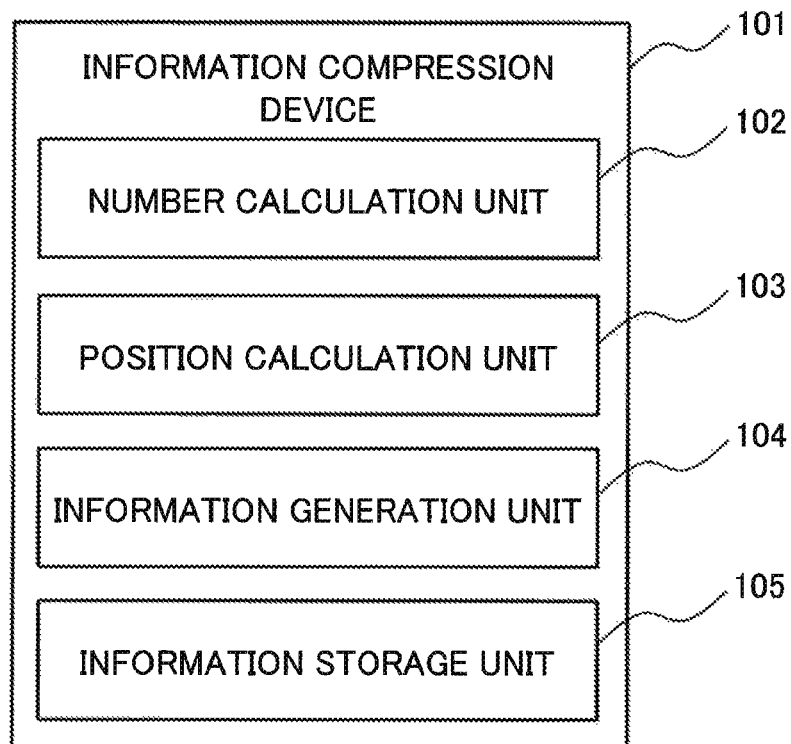 101
INFORMATION COMPRESSION
DEVICE
102
NUMBER CALCULATION UNIT
103
POSITION CALCULATION UNIT
104
INFORMATION GENERATION UNIT
105
INFORMATION STORAGE UNIT